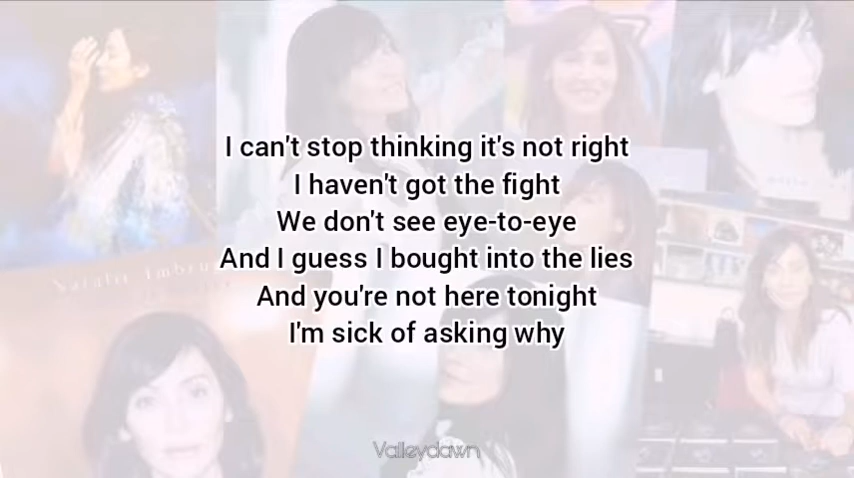 I can't stop thinking it's not right
I haven't got the fight
We don't see eye-to-eye
And I guess I bought into the lies
And you're not here tonight
I'm sick of asking why
Natalie
Valleydawn